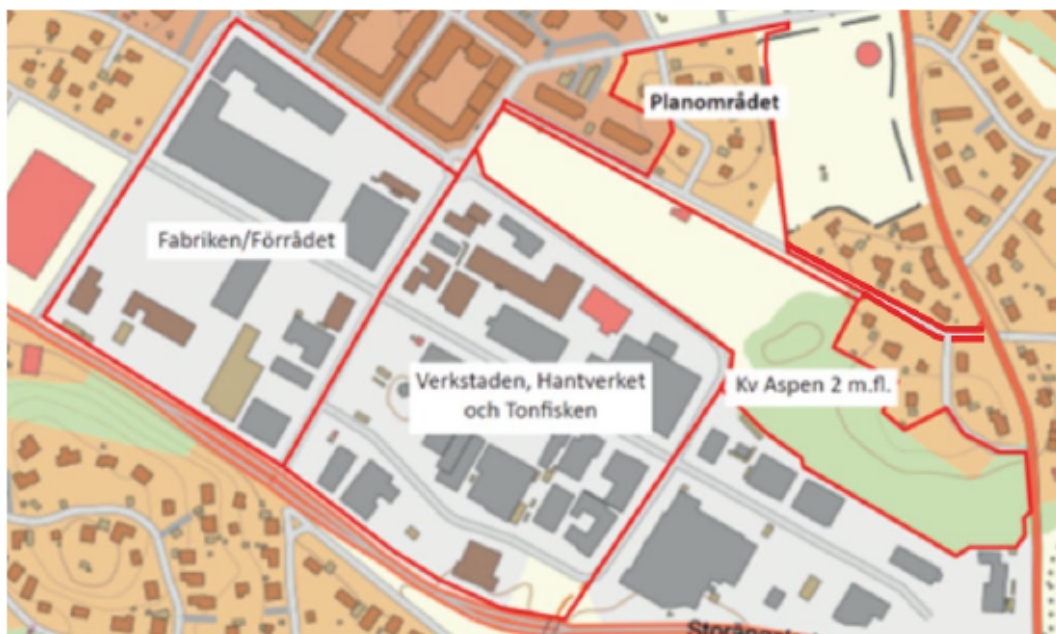 Planområdet
Fabriken/Förrådet
Verkstaden, Hantverket
och Tonfisken
Kv Aspen 2 m.fl.